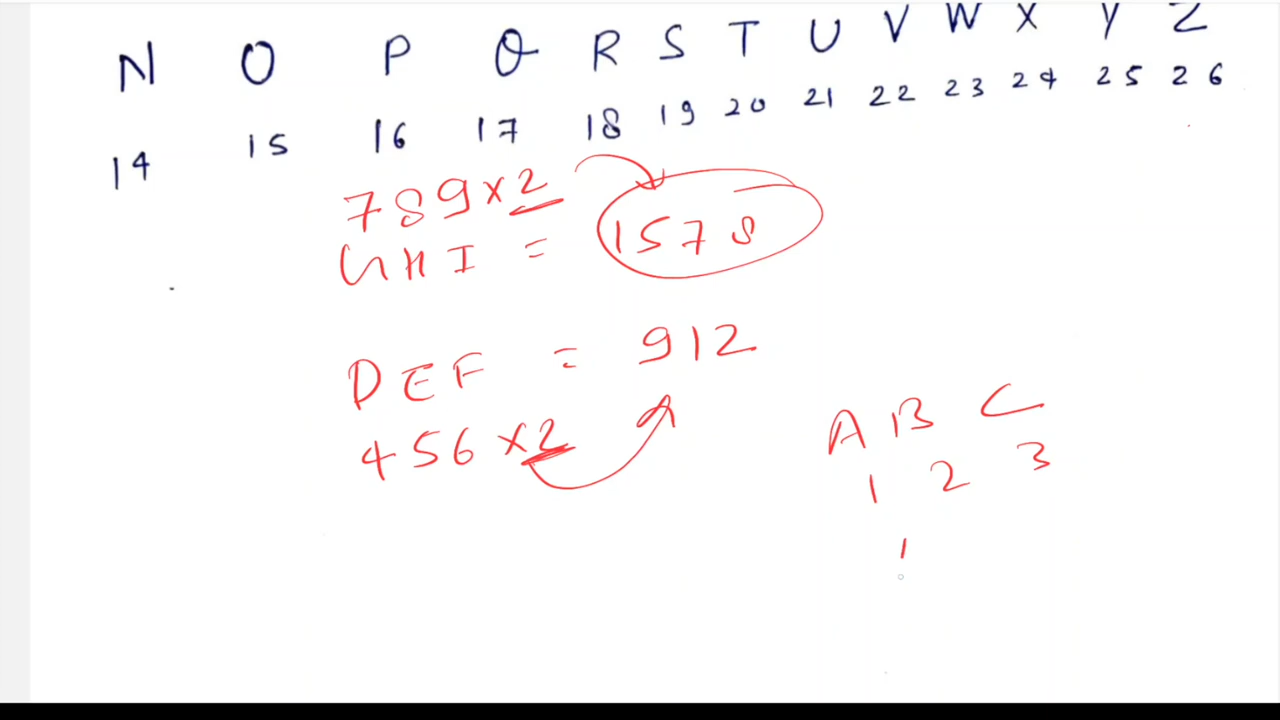 N O P Q R S T U V W X Y Z
14 15 16 17 18 19 20 21 22 23 24 25 26
789×2
GHI = 1578
DEF = 912
456×2
A B C
1 2 3
1